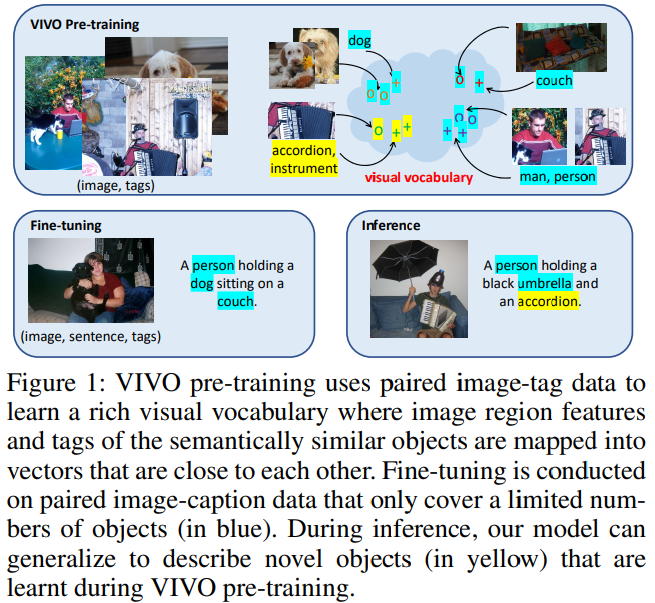 VIVO Pre-training
dog
couch
accordion,
instrument
man, person
visual vocabulary
(image, tags)
Fine-tuning
A person holding a
dog sitting on a
couch.
(image, sentence, tags)
Inference
A person holding a
black umbrella and
an accordion.
Figure 1: VIVO pre-training uses paired image-tag data to
learn a rich visual vocabulary where image region features
and tags of the semantically similar objects are mapped into
vectors that are close to each other. Fine-tuning is conducted
on paired image-caption data that only cover a limited num-
bers of objects (in blue). During inference, our model can
generalize to describe novel objects (in yellow) that are
learnt during VIVO pre-training.